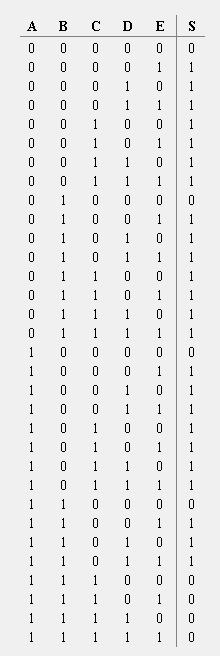 A B C D E S
0 0 0 0 0 0
0 0 0 0 1 1
0 0 0 1 0 1
0 0 0 1 1 1
0 0 1 0 0 1
0 0 1 0 1 1
0 0 1 1 0 1
0 0 1 1 1 1
0 1 0 0 0 0
0 1 0 0 1 1
0 1 0 1 0 1
0 1 0 1 1 1
0 1 1 0 0 1
0 1 1 0 1 1
0 1 1 1 0 1
0 1 1 1 1 1
1 0 0 0 0 0
1 0 0 0 1 1
1 0 0 1 0 1
1 0 0 1 1 1
1 0 1 0 0 1
1 0 1 0 1 1
1 0 1 1 0 1
1 0 1 1 1 1
1 1 0 0 0 0
1 1 0 0 1 1
1 1 0 1 0 1
1 1 0 1 1 1
1 1 1 0 0 0
1 1 1 0 1 0
1 1 1 1 0 0
1 1 1 1 1 0